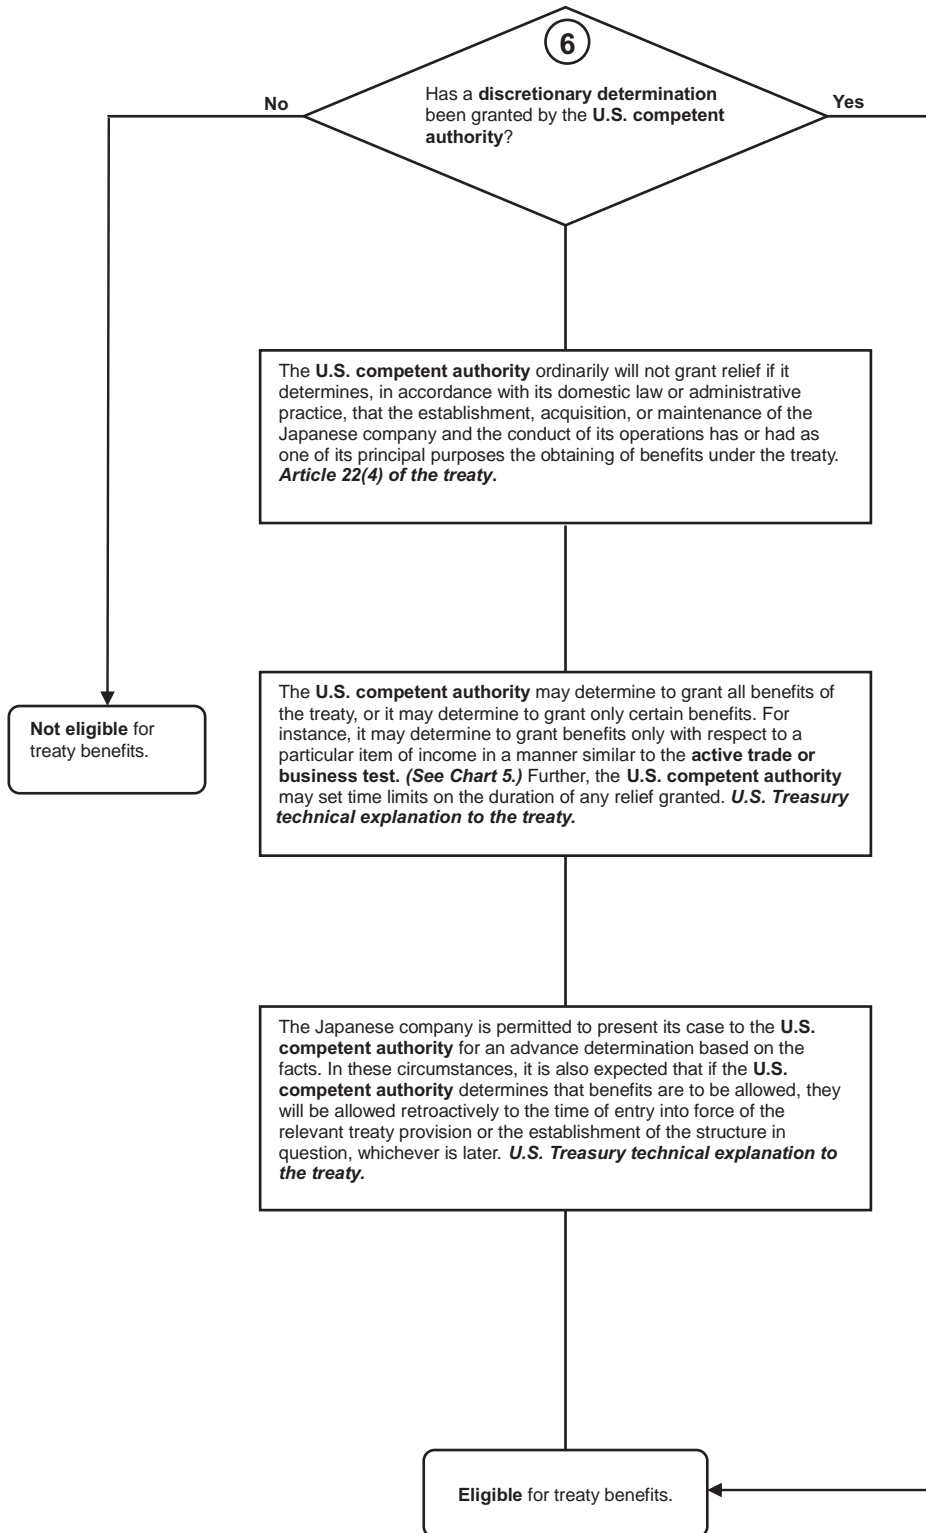 6
Has a discretionary determination
been granted by the U.S. competent
authority?
No
Yes
The U.S. competent authority ordinarily will not grant relief if it
determines, in accordance with its domestic law or administrative
practice, that the establishment, acquisition, or maintenance of the
Japanese company and the conduct of its operations has or had as
one of its principal purposes the obtaining of benefits under the treaty.
Article 22(4) of the treaty.
The U.S. competent authority may determine to grant all benefits of
the treaty, or it may determine to grant only certain benefits. For
instance, it may determine to grant benefits only with respect to a
particular item of income in a manner similar to the active trade or
business test. (See Chart 5.) Further, the U.S. competent authority
may set time limits on the duration of any relief granted. U.S. Treasury
technical explanation to the treaty.
Not eligible for
treaty benefits.
The Japanese company is permitted to present its case to the U.S.
competent authority for an advance determination based on the
facts. In these circumstances, it is also expected that if the U.S.
competent authority determines that benefits are to be allowed, they
will be allowed retroactively to the time of entry into force of the
relevant treaty provision or the establishment of the structure in
question, whichever is later. U.S. Treasury technical explanation to
the treaty.
Eligible for treaty benefits.